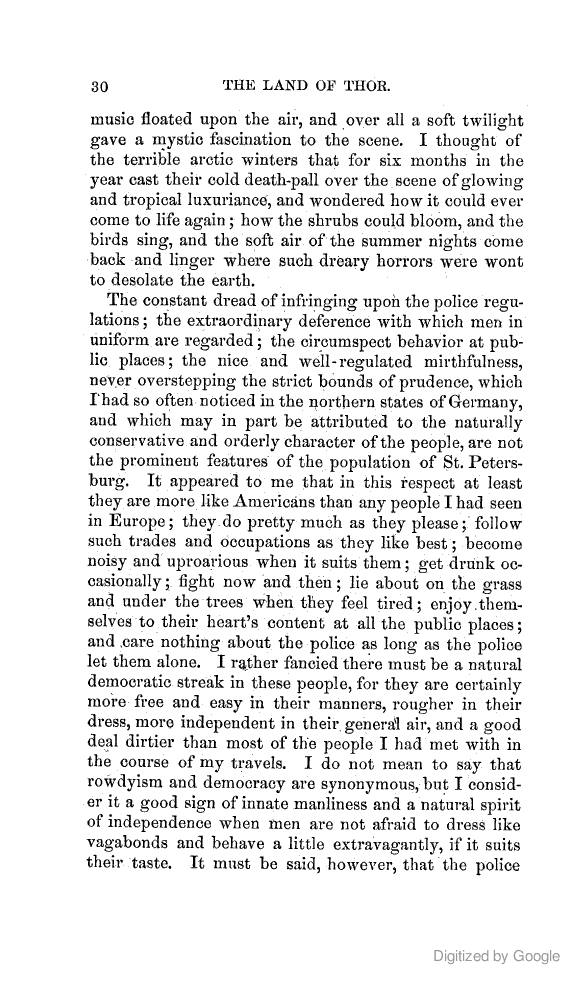 30 THE LAND OF THOR.
music floated upon the air, and over all a soft twilight
gave a mystic fascination to the scene. I thought of
the terrible arctic winters that for six months in the
year cast their cold death-pall over the scene of glowing
and tropical luxuriance, and wondered how it could ever
come to life again; how the shrubs could bloom, and the
birds sing, and the soft air of the summer nights come
back and linger where such dreary horrors were wont
to desolate the earth.
The constant dread of infringing upon the police regu-
lations; the extraordinary deference with which men in
uniform are regarded; the circumspect behavior at pub-
lic places; the nice and well-regulated mirthfulness,
never overstepping the strict bounds of prudence, which
I had so often noticed in the northern states of Germany,
and which may in part be attributed to the naturally
conservative and orderly character of the people, are not
the prominent features of the population of St. Peters-
burg. It appeared to me that in this respect at least
they are more like Americans than any people I had seen
in Europe; they do pretty much as they please; follow
such trades and occupations as they like best; become
noisy and uproarious when it suits them; get drunk oc-
casionally; fight now and then; lie about on the grass
and under the trees when they feel tired; enjoy them-
selves to their heart's content at all the public places;
and care nothing about the police as long as the police
let them alone. I rather fancied there must be a natural
democratic streak in these people, for they are certainly
more free and easy in their manners, rougher in their
dress, more independent in their general air, and a good
deal dirtier than most of the people I had met with in
the course of my travels. I do not mean to say that
rowdyism and democracy are synonymous, but I consid-
er it a good sign of innate manliness and a natural spirit
of independence when men are not afraid to dress like
vagabonds and behave a little extravagantly, if it suits
their taste. It must be said, however, that the police
Digitized by Google